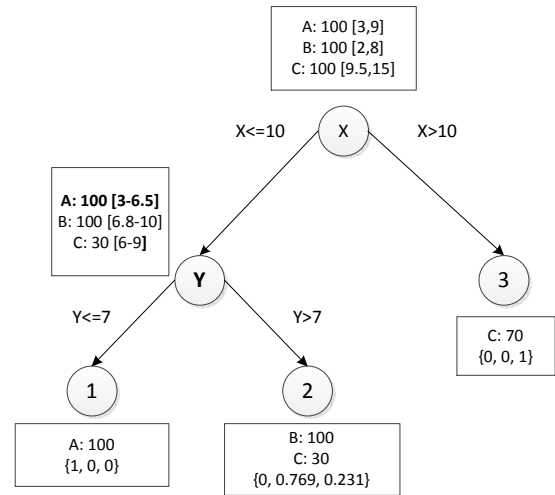 A: 100 [3,9]
B: 100 [2,8]
C: 100 [9.5,15]
X<=10
X
X>10
A: 100 [3-6.5]
B: 100 [6.8-10]
C: 30 [6-9]
Y
3
Y<=7
Y>7
C: 70
{0, 0, 1}
1
2
A: 100
{1, 0, 0}
B: 100
C: 30
{0, 0.769, 0.231}